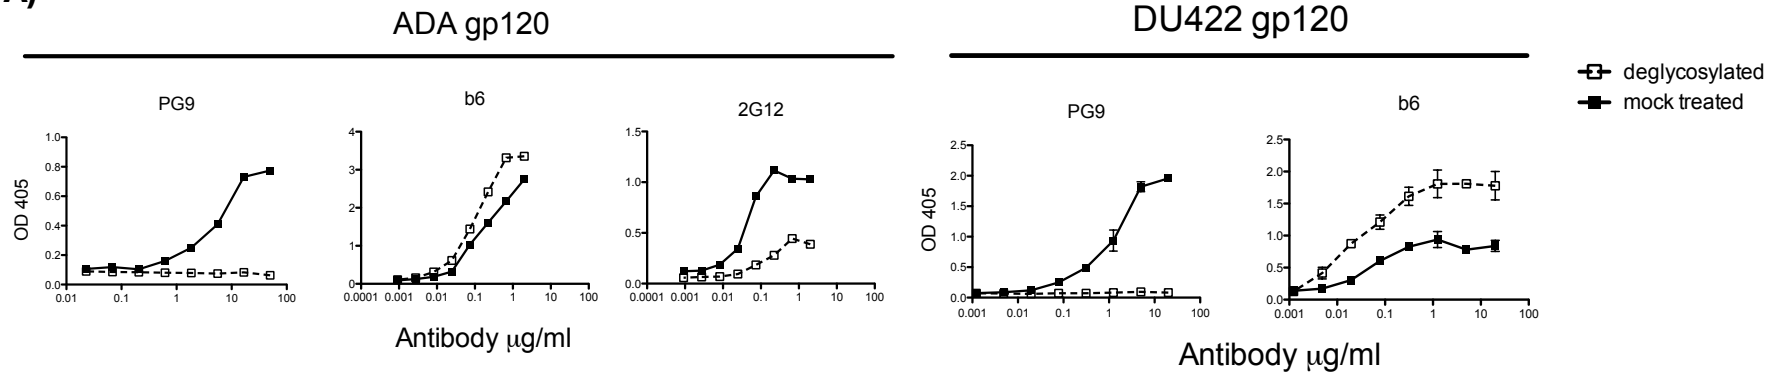 A)
ADA gp120
DU422 gp120
deglycosylated
mock treated
PG9
b6
2G12
PG9
b6
OD 405
1.0
0.8
0.6
0.4
0.2
0.0
0.01 0.1 1 10 100
4
3
2
1
0
0.0001 0.001 0.01 0.1 1 10 100
1.5
1.0
0.5
0.0
0.0001 0.001 0.01 0.1 1 10 100
Antibody μg/ml
OD 405
2.5
2.0
1.5
1.0
0.5
0.0
0.001 0.01 0.1 1 10 100
2.5
2.0
1.5
1.0
0.5
0.0
0.001 0.01 0.1 1 10 100
Antibody μg/ml